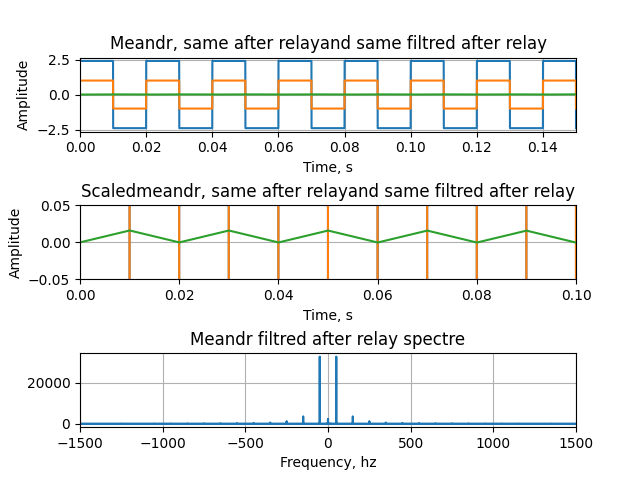 Meandr, same after relayand same filtred after relay
2.5
0.0
−2.5
Amplitude
0.00 0.02 0.04 0.06 0.08 0.10 0.12 0.14
Time, s
Scaledmeandr, same after relayand same filtred after relay
0.05
0.00
−0.05
Amplitude
0.00 0.02 0.04 0.06 0.08 0.10
Time, s
Meandr filtred after relay spectre
20000
0
−1500 −1000 −500 0 500 1000 1500
Frequency, hz